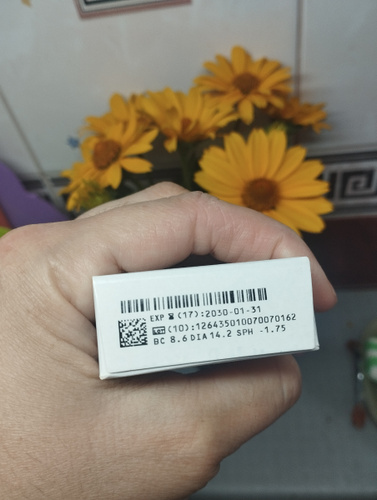 EXP ⌛(17):2030-01-31
LOT(10):126435010070070162
BC 8.6 DIA 14.2 SPH -1.75